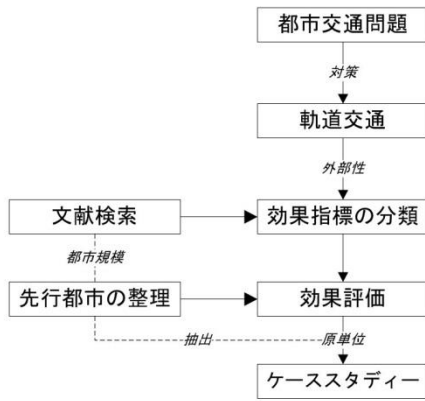 都市交通問題
対策
軌道交通
外部性
文献検索
効果指標の分類
都市規模
先行都市の整理
効果評価
抽出
原単位
ケーススタディー